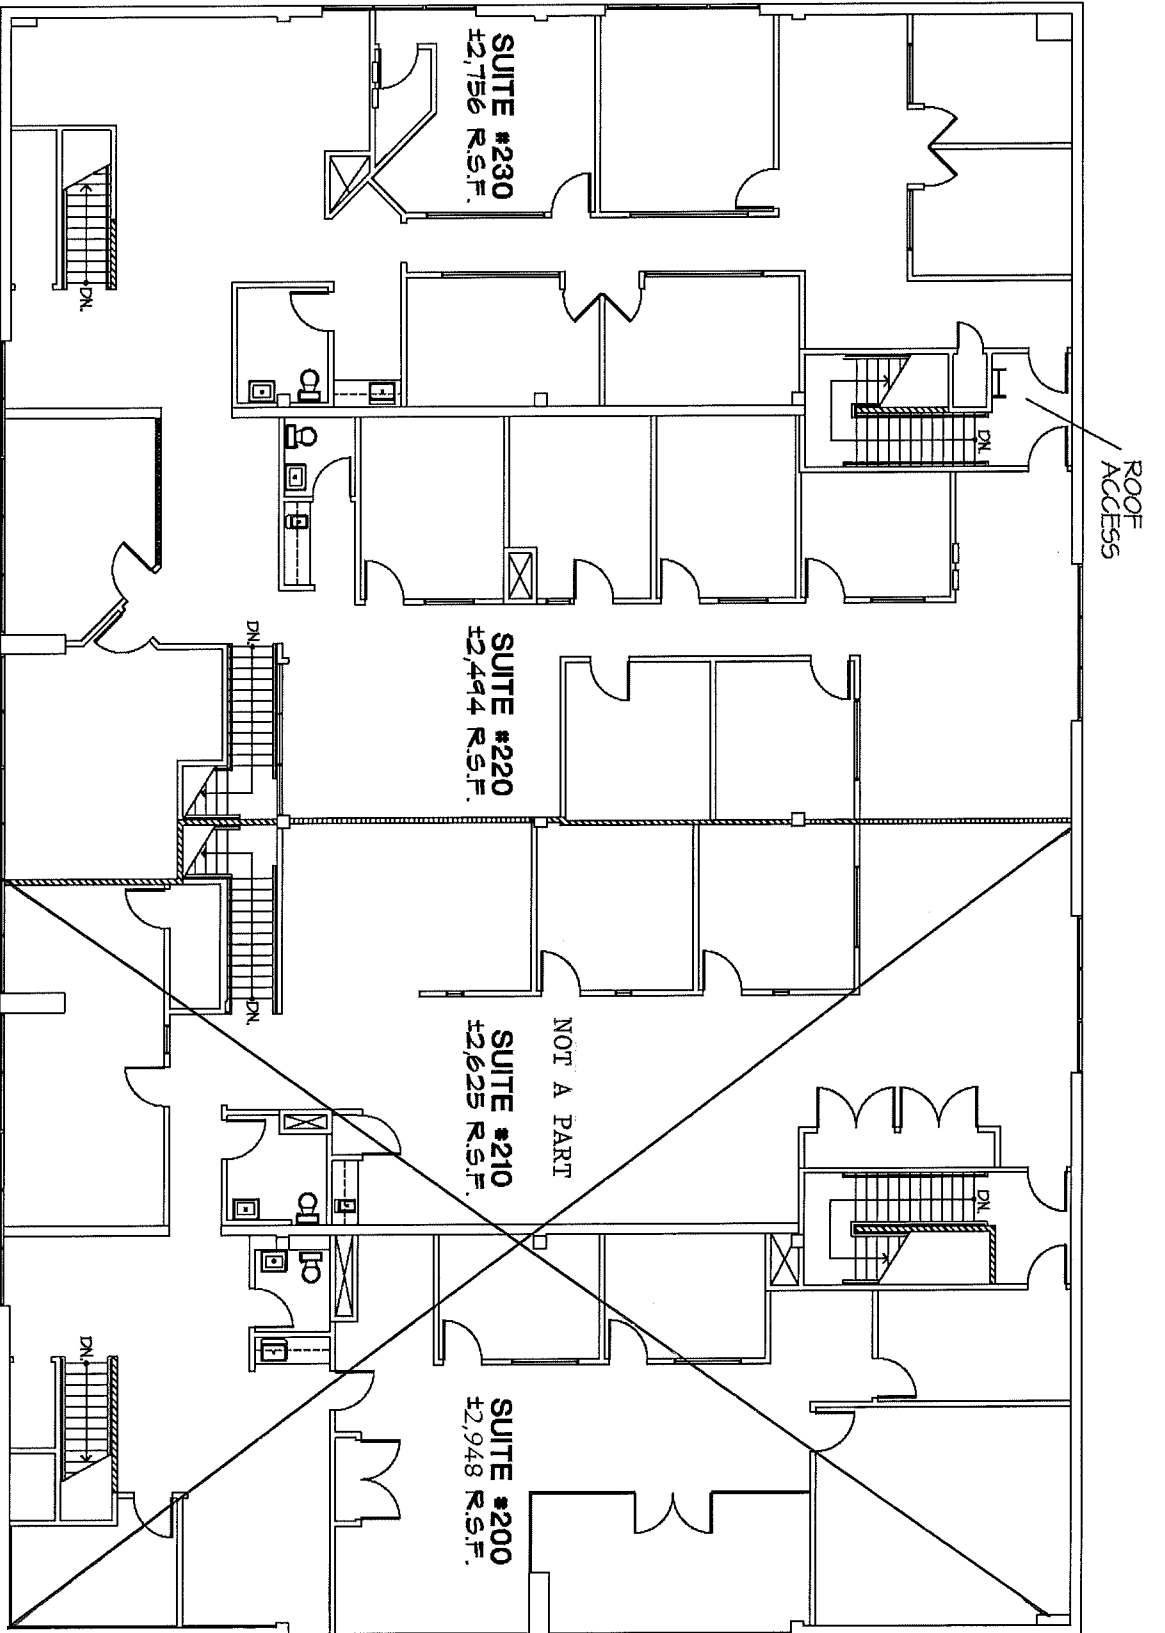 SUITE #230
±2,756 R.S.F.
DN.
DN.
ROOF
ACCESS
SUITE #220
±2,494 R.S.F.
DN.
NOT A PART
SUITE #210
±2,625 R.S.F.
DN.
DN.
SUITE #200
±2,948 R.S.F.
DN.